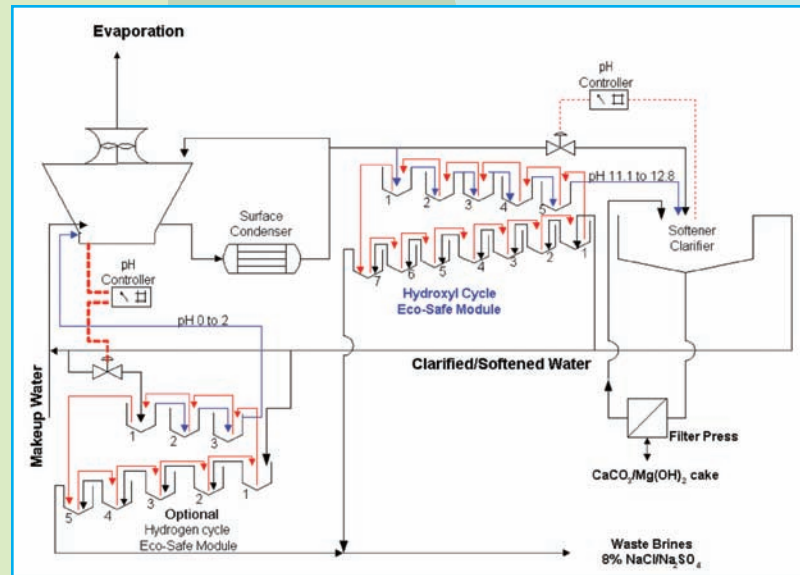 Evaporation
pH
Controller
pH 11.1 to 12.8
1
2
3
4
5
Surface
Condenser
Softener
Clarifier
7
6
5
4
3
2
1
Hydroxyl Cycle
Eco-Safe Module
pH
Controller
pH 0 to 2
Clarified/Softened Water
Makeup Water
1
2
3
Filter Press
5
4
3
2
1
CaCO₃/Mg(OH)₂ cake
Optional
Hydrogen cycle
Eco-Safe Module
Waste Brines
8% NaCl/Na₂SO₄